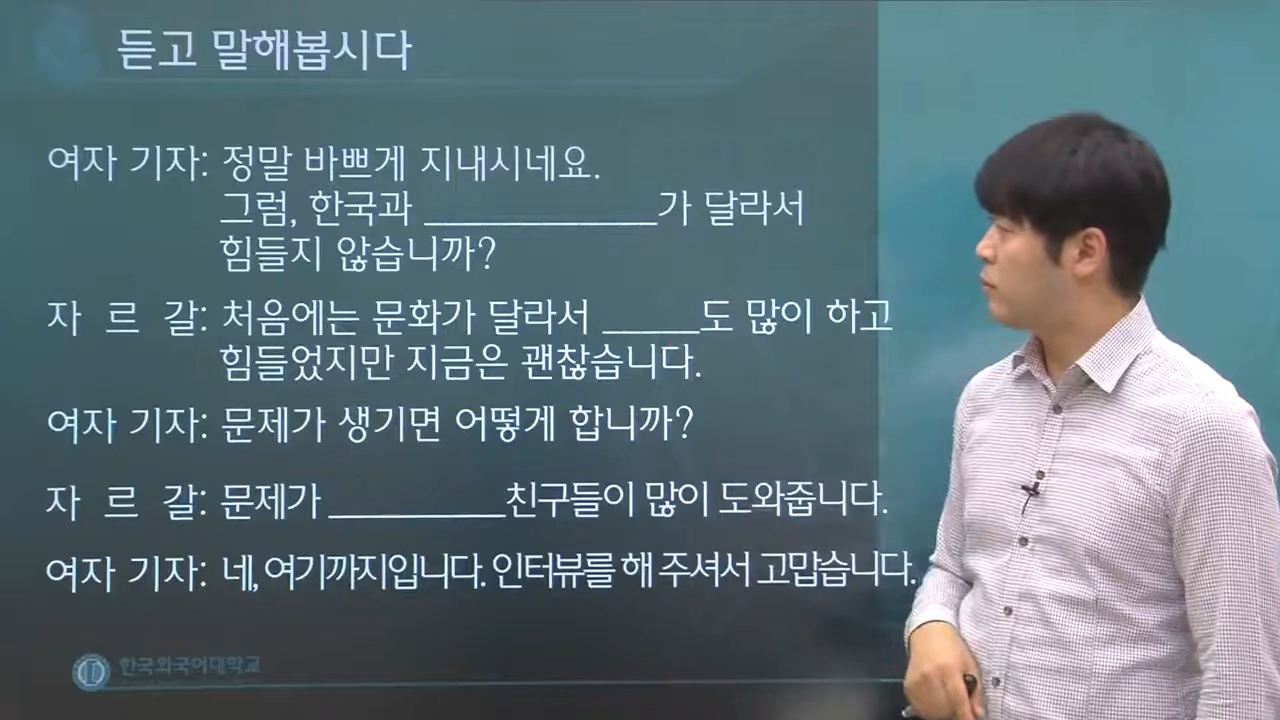 듣고 말해봅시다
여자 기자: 정말 바쁘게 지내시네요.
그럼, 한국과 ____________가 달라서
힘들지 않습니까?
자 르 갈: 처음에는 문화가 달라서 _____도 많이 하고
힘들었지만 지금은 괜찮습니다.
여자 기자: 문제가 생기면 어떻게 합니까?
자 르 갈: 문제가 _________친구들이 많이 도와줍니다.
여자 기자: 네, 여기까지입니다. 인터뷰를 해 주셔서 고맙습니다.
한국외국어대학교